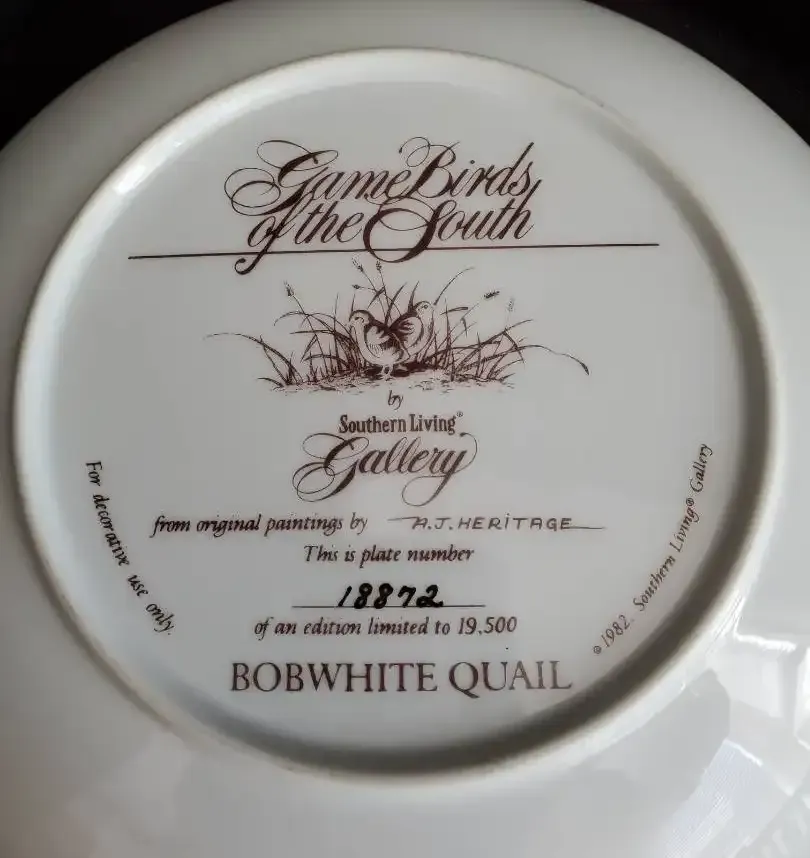 Game Birds
of the South
by
Southern Living®
Gallery
from original paintings by A.J. HERITAGE
This is plate number
18872
of an edition limited to 19,500
BOBWHITE QUAIL
For decorative use only.
©1982. Southern Living® Gallery